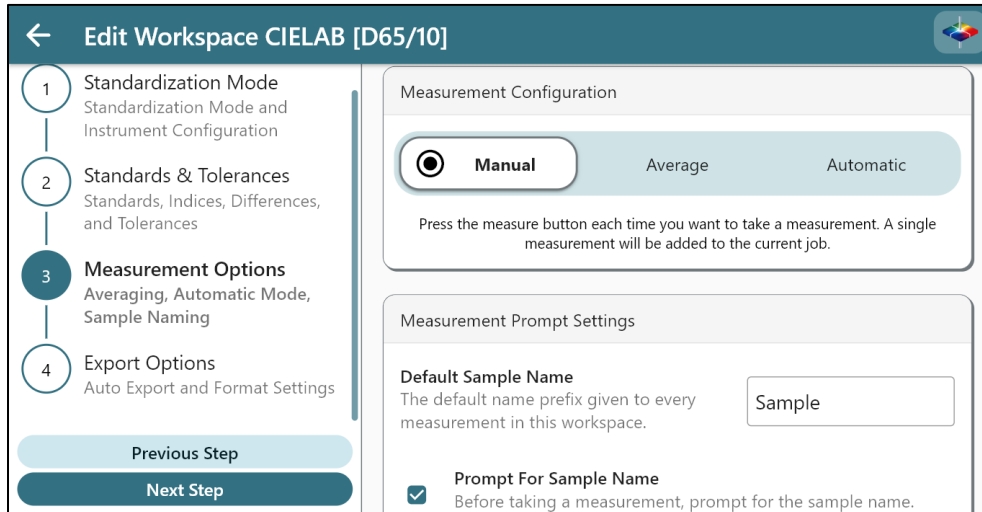 Edit Workspace CIELAB [D65/10]
1
Standardization Mode
Standardization Mode and
Instrument Configuration
2
Standards & Tolerances
Standards, Indices, Differences,
and Tolerances
3
Measurement Options
Averaging, Automatic Mode,
Sample Naming
4
Export Options
Auto Export and Format Settings
Previous Step
Next Step
Measurement Configuration
Manual Average Automatic
Press the measure button each time you want to take a measurement. A single
measurement will be added to the current job.
Measurement Prompt Settings
Default Sample Name
The default name prefix given to every
measurement in this workspace.
Sample
Prompt For Sample Name
Before taking a measurement, prompt for the sample name.